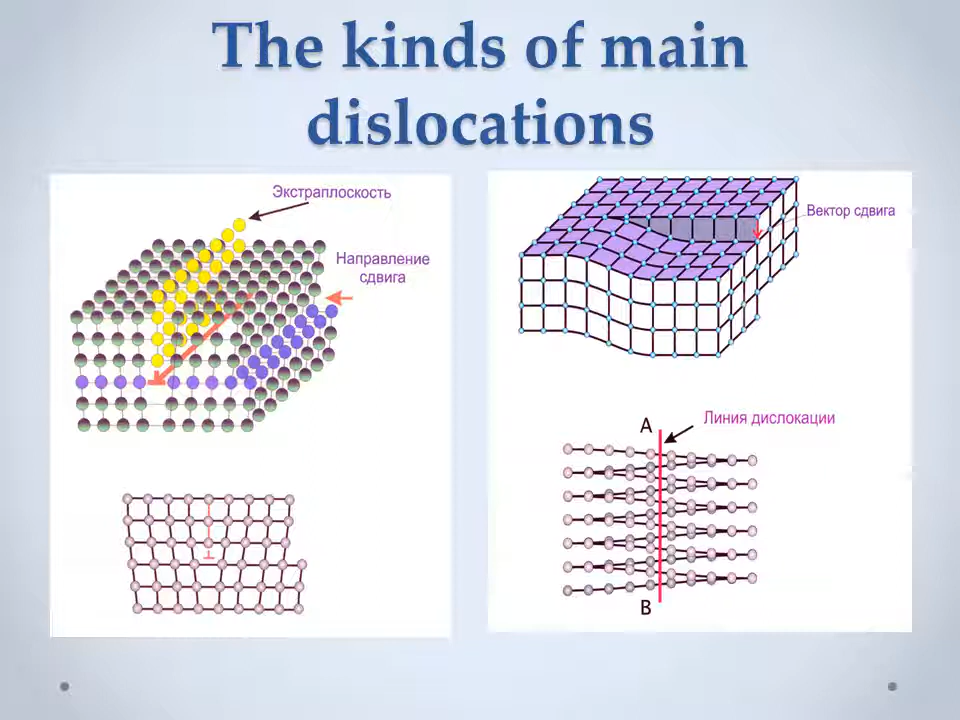 The kinds of main
dislocations
Экстраплоскость
Направление
сдвига
Вектор сдвига
A
Линия дислокации
B